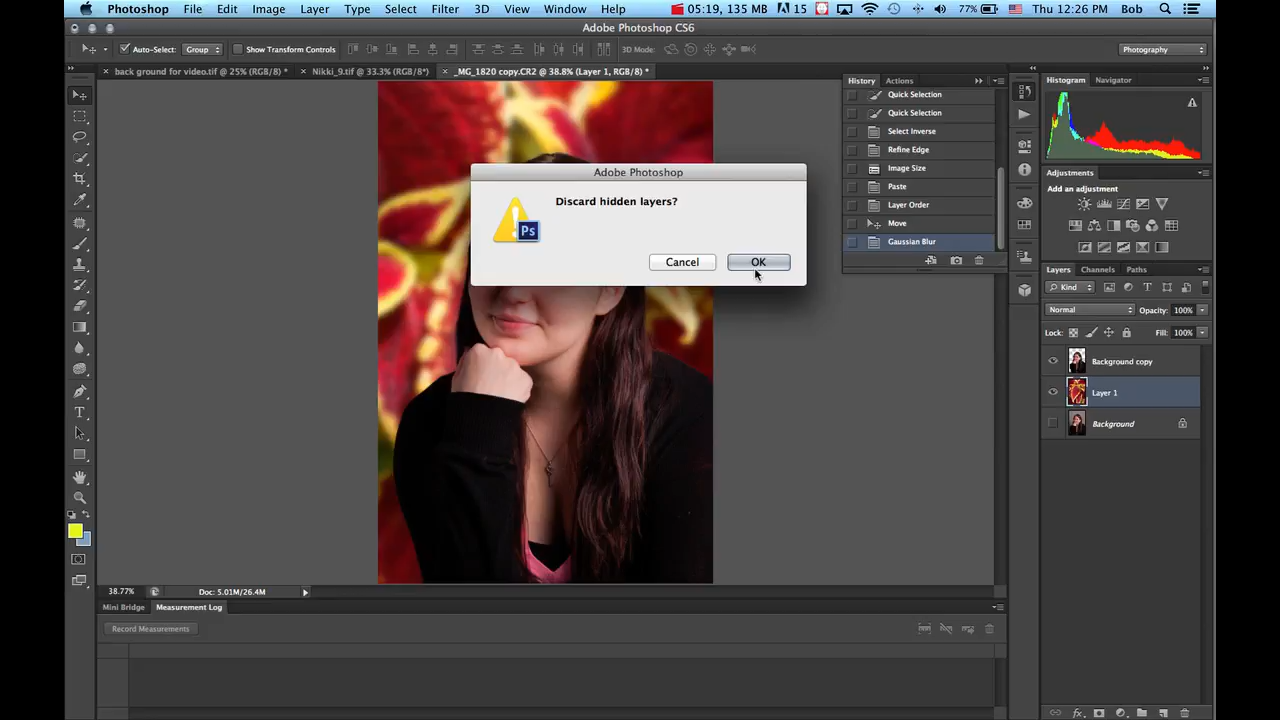 Photoshop File Edit Image Layer Type Select Filter 3D View Window Help 05:19, 135 MB 15 77% Thu 12:26 PM Bob
Adobe Photoshop CS6
Auto-Select: Group Show Transform Controls 3D Mode: Photography
× back ground for video.tif @ 25% (RGB/8) * × Nikki_9.tif @ 33.3% (RGB/8*) × _MG_1820 copy.CR2 @ 38.8% (Layer 1, RGB/8) *
History Actions
Histogram Navigator
Quick Selection
Quick Selection
Select Inverse
Refine Edge
Image Size
Paste
Layer Order
Move
Gaussian Blur
Adobe Photoshop
Discard hidden layers?
Ps
Cancel OK
Adjustments
Add an adjustment
Layers Channels Paths
Kind
Normal Opacity: 100%
Lock: Fill: 100%
Background copy
Layer 1
Background
38.77% Doc: 5.01M/26.4M
Mini Bridge Measurement Log
Record Measurements